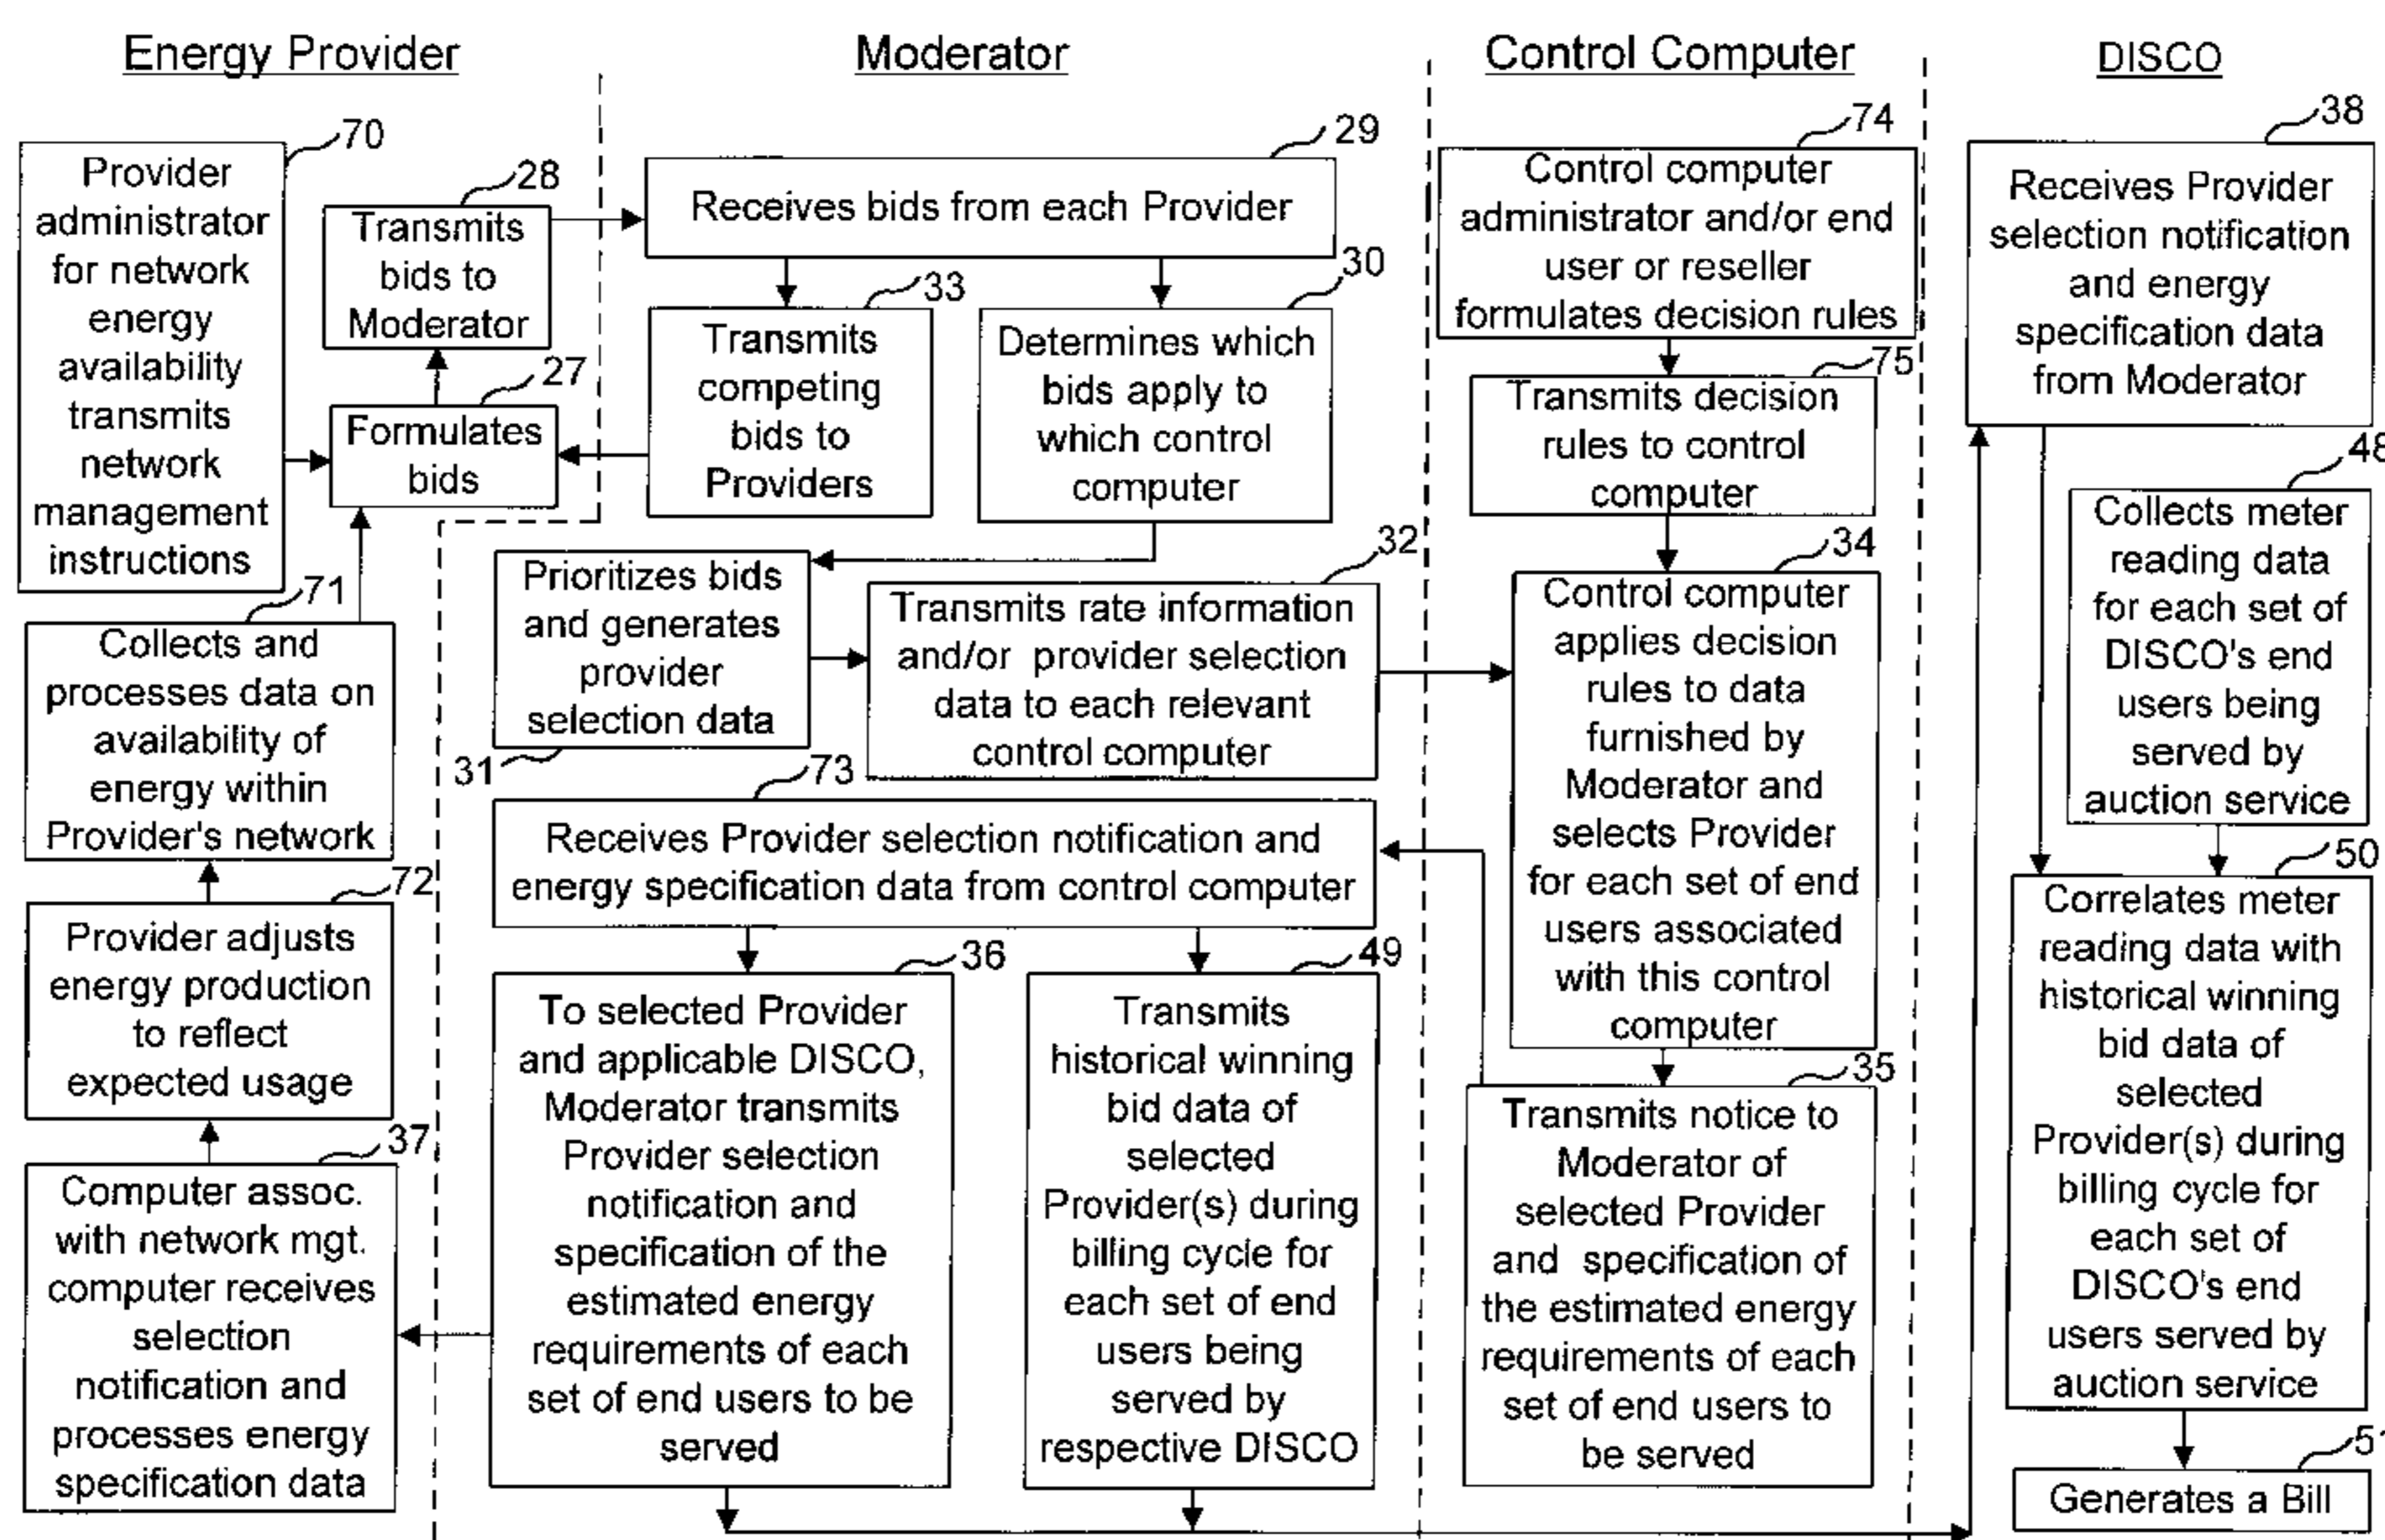 Energy Provider
Moderator
Control Computer
DISCO
70
Provider
administrator
for network
energy
availability
transmits
network
management
instructions
28
Transmits
bids to
Moderator
27
Formulates
bids
71
Collects and
processes data on
availability of
energy within
Provider's network
72
Provider adjusts
energy production
to reflect
expected usage
37
Computer assoc.
with network mgt.
computer receives
selection
notification and
processes energy
specification data
29
Receives bids from each Provider
33
Transmits
competing
bids to
Providers
30
Determines which
bids apply to
which control
computer
Prioritizes bids
and generates
provider
selection data
31
32
Transmits rate information
and/or provider selection
data to each relevant
control computer
73
Receives Provider selection notification and
energy specification data from control computer
36
To selected Provider
and applicable DISCO,
Moderator transmits
Provider selection
notification and
specification of the
estimated energy
requirements of each
set of end users to be
served
49
Transmits
historical winning
bid data of
selected
Provider(s) during
billing cycle for
each set of end
users being
served by
respective DISCO
74
Control computer
administrator and/or end
user or reseller
formulates decision rules
75
Transmits decision
rules to control
computer
34
Control computer
applies decision
rules to data
furnished by
Moderator and
selects Provider
for each set of end
users associated
with this control
computer
35
Transmits notice to
Moderator of
selected Provider
and specification of
the estimated energy
requirements of each
set of end users to
be served
38
Receives Provider
selection notification
and energy
specification data
from Moderator
48
Collects meter
reading data
for each set of
DISCO's end
users being
served by
auction service
50
Correlates meter
reading data with
historical winning
bid data of
selected
Provider(s) during
billing cycle for
each set of
DISCO's end
users served by
auction service
51
Generates a Bill